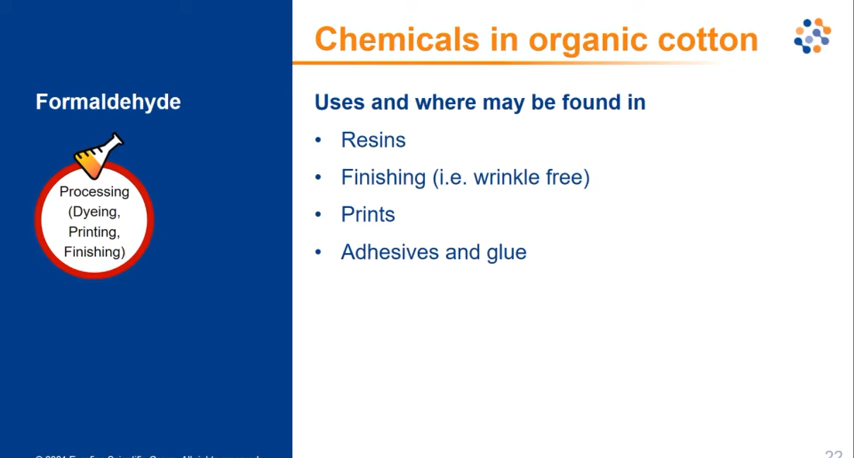 Chemicals in organic cotton
Formaldehyde
Processing
(Dyeing,
Printing,
Finishing)
Uses and where may be found in
• Resins
• Finishing (i.e. wrinkle free)
• Prints
• Adhesives and glue
22